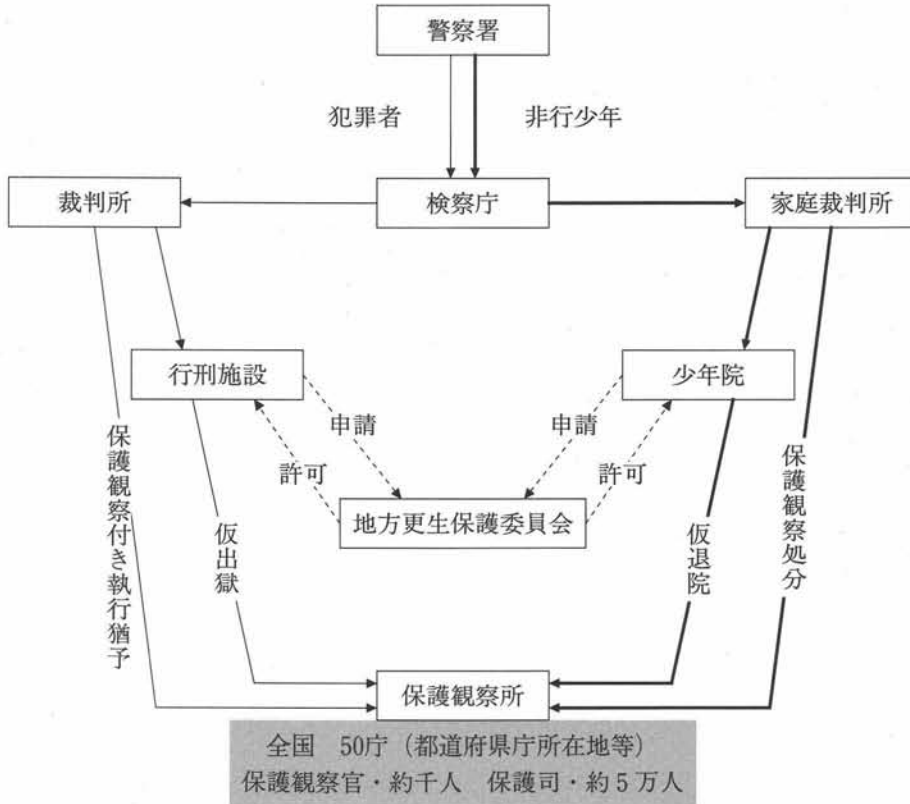 警察署
犯罪者
非行少年
裁判所
検察庁
家庭裁判所
行刑施設
少年院
申請
申請
許可
許可
地方更生保護委員会
保護観察付き執行猶予
仮出獄
仮退院
保護観察処分
保護観察所
全国 50庁（都道府県庁所在地等）
保護観察官・約千人 保護司・約5万人